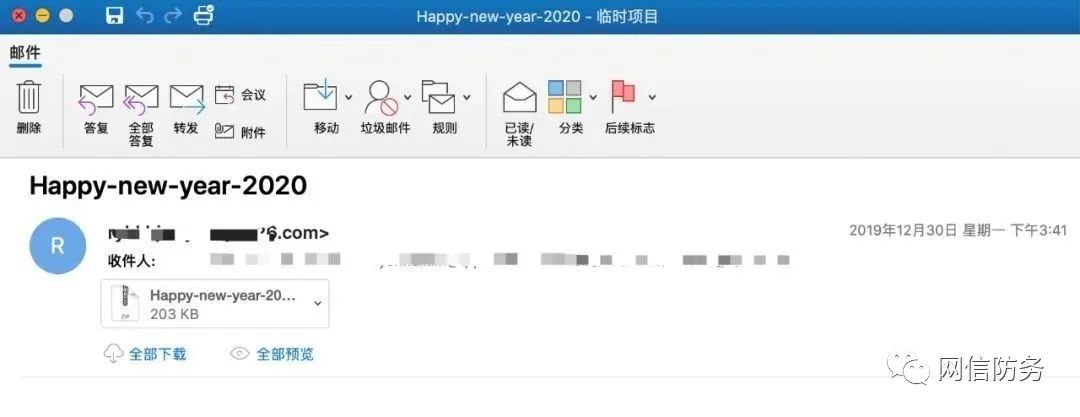 Happy-new-year-2020 - 临时项目
邮件
删除
答复
全部
答复
转发
会议
附件
移动
垃圾邮件
规则
已读/
未读
分类
后续标志
Happy-new-year-2020
R
6.com>
2019年12月30日 星期一 下午3:41
收件人:
Happy-new-year-20...
ZIP
203 KB
全部下载
全部预览
网信防务